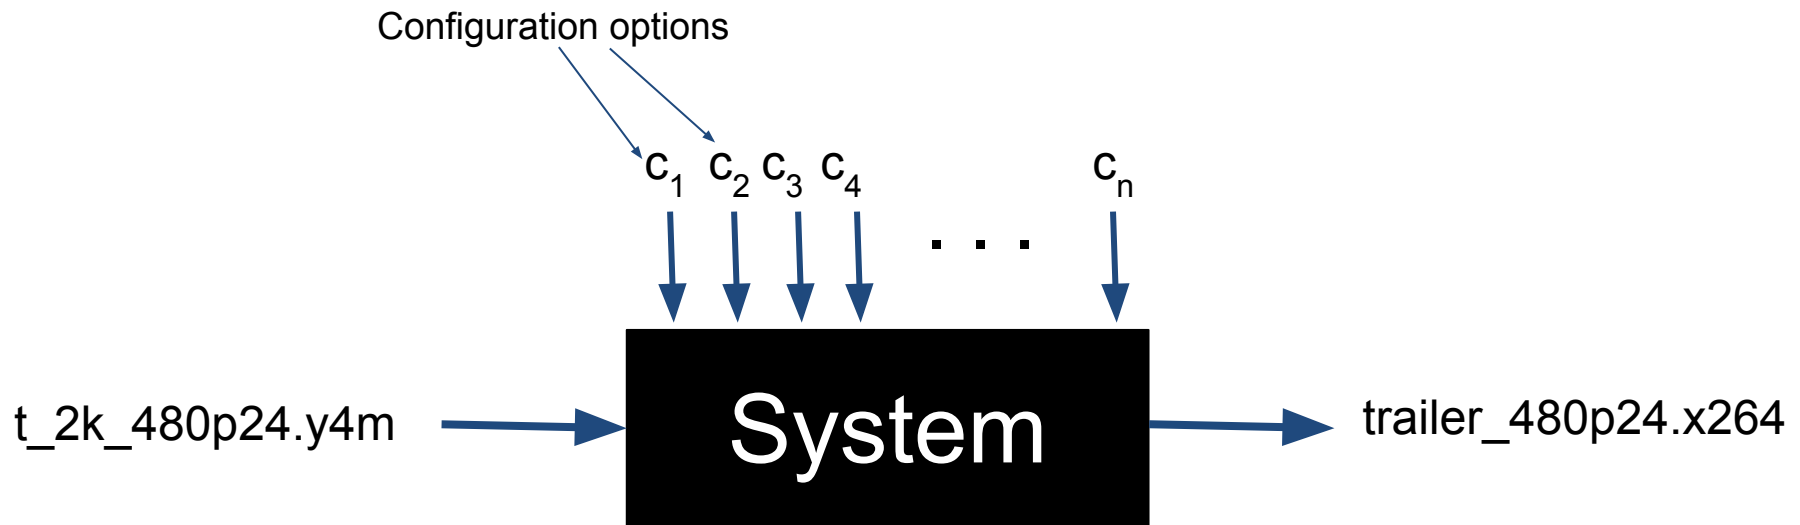 Configuration options
c1 c2 c3 c4 . . . cn
t_2k_480p24.y4m
System
trailer_480p24.x264